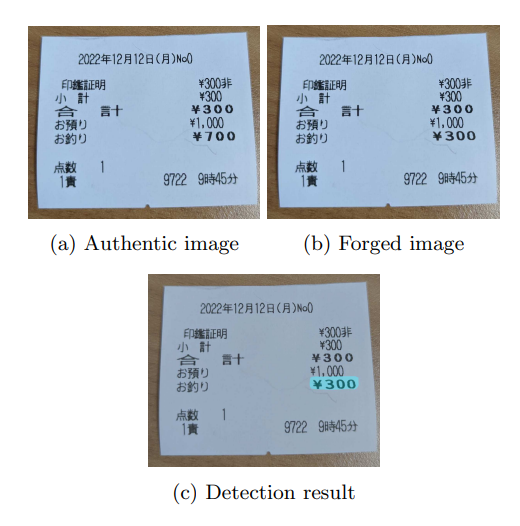 2022年12月12日(月)No0
印鑑証明 ¥300非
小 計 ¥300
合 言十 ¥300
お預り ¥1,000
お釣り ¥700
点数 1
1責 9722 9時45分
(a) Authentic image
2022年12月12日(月)No0
印鑑証明 ¥300非
小 計 ¥300
合 言十 ¥300
お預り ¥1,000
お釣り ¥300
点数 1
1責 9722 9時45分
(b) Forged image
2022年12月12日(月)No0
印鑑証明 ¥300非
小 計 ¥300
合 言十 ¥300
お預り ¥1,000
お釣り ¥300
点数 1
1責 9722 9時45分
(c) Detection result